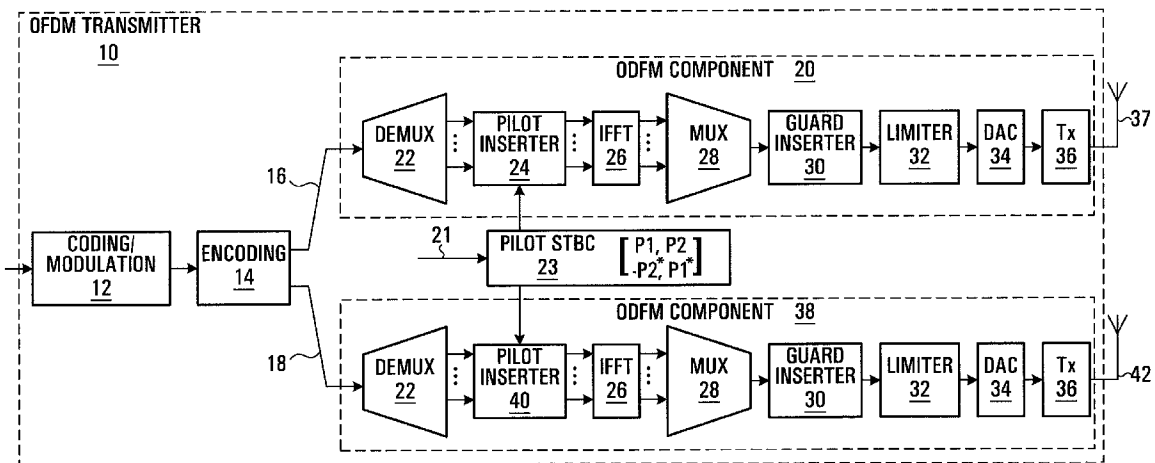 OFDM TRANSMITTER
10
ODFM COMPONENT 20
DEMUX
22
PILOT
INSERTER
24
IFFT
26
MUX
28
GUARD
INSERTER
30
LIMITER
32
DAC
34
Tx
36
37
16
21
PILOT STBC
23
[P1, P2
-P2*, P1*]
CODING/
MODULATION
12
ENCODING
14
18
ODFM COMPONENT 38
DEMUX
22
PILOT
INSERTER
40
IFFT
26
MUX
28
GUARD
INSERTER
30
LIMITER
32
DAC
34
Tx
36
42